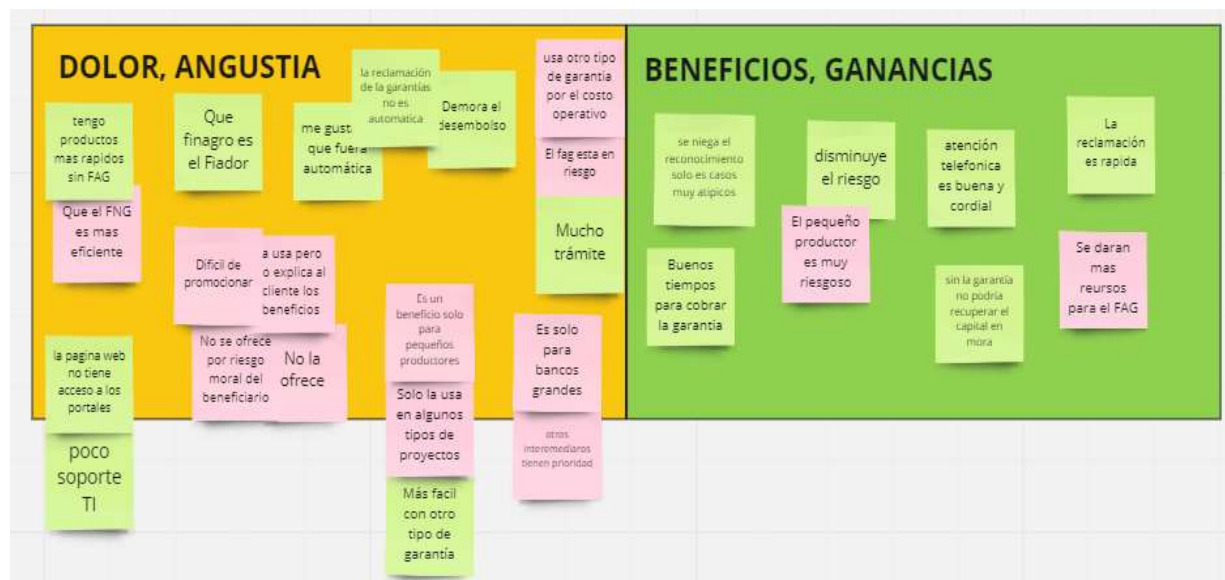 DOLOR, ANGUSTIA
tengo
productos
mas rapidos
sin FAG
Que el FNG
es mas
eficiente
Que
finagro es
el Fiador
me gust
que fuera
automática
la reclamación
de la garantías
no es
automatica
Demora el
desembolso
usa otro tipo
de garantía
por el costo
operativo
El fag esta en
riesgo
Mucho
trámite
Dificil de
promocionar
a usa pero
o explica al
cliente los
beneficios
No se ofrece
por riesgo
moral del
beneficiario
No la
ofrece
Es un
beneficio solo
para
pequeños
productores
Solo la usa
en algunos
tipos de
proyectos
Más facil
con otro
tipo de
garantía
Es solo
para
bancos
grandes
otros
interomediaros
tienen prioridad
la pagina web
no tiene
acceso a los
portales
poco
soporte
TI
BENEFICIOS, GANANCIAS
se niega el
reconocimiento
solo es casos
muy atipicos
disminuye
el riesgo
El pequeño
productor
es muy
riesgoso
atención
telefonica
es buena y
cordial
La
reclamación
es rapida
Buenos
tiempos
para cobrar
la garantia
sin la garantía
no podría
recuperar el
capital en
mora
Se daran
mas
reursos
para el FAG